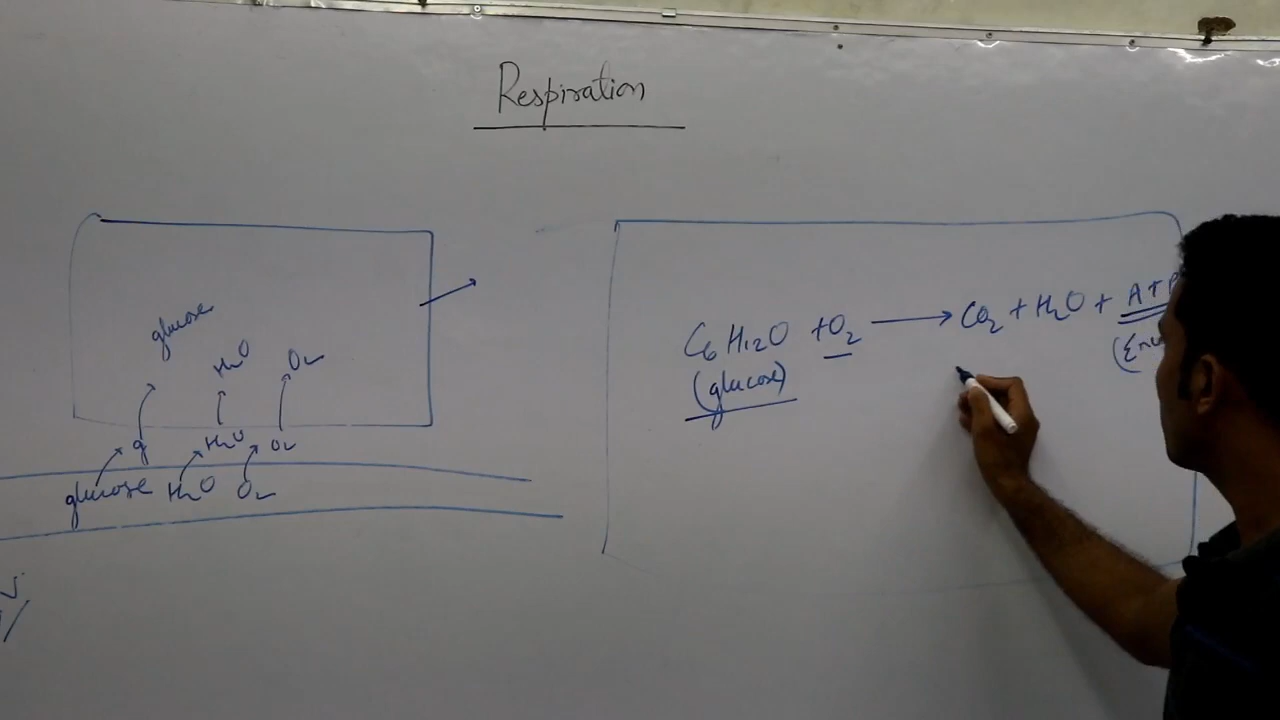 Respiration
C6H12O + O2 → CO2 + H2O + ATP
(glucose)
glucose H2O O2
g H2O O2
glucose H2O O2